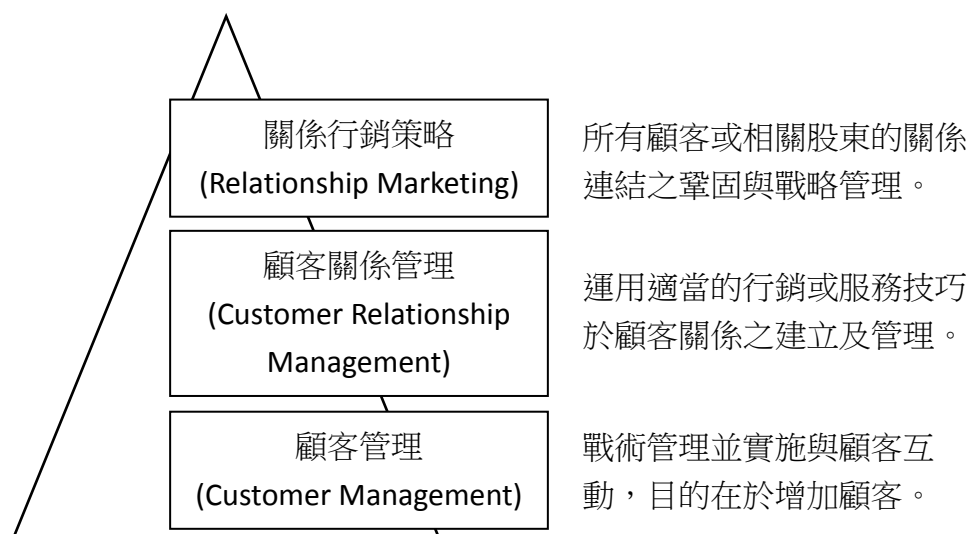 關係行銷策略
(Relationship Marketing)
所有顧客或相關股東的關係
連結之鞏固與戰略管理。
顧客關係管理
(Customer Relationship
Management)
運用適當的行銷或服務技巧
於顧客關係之建立及管理。
顧客管理
(Customer Management)
戰術管理並實施與顧客互
動，目的在於增加顧客。